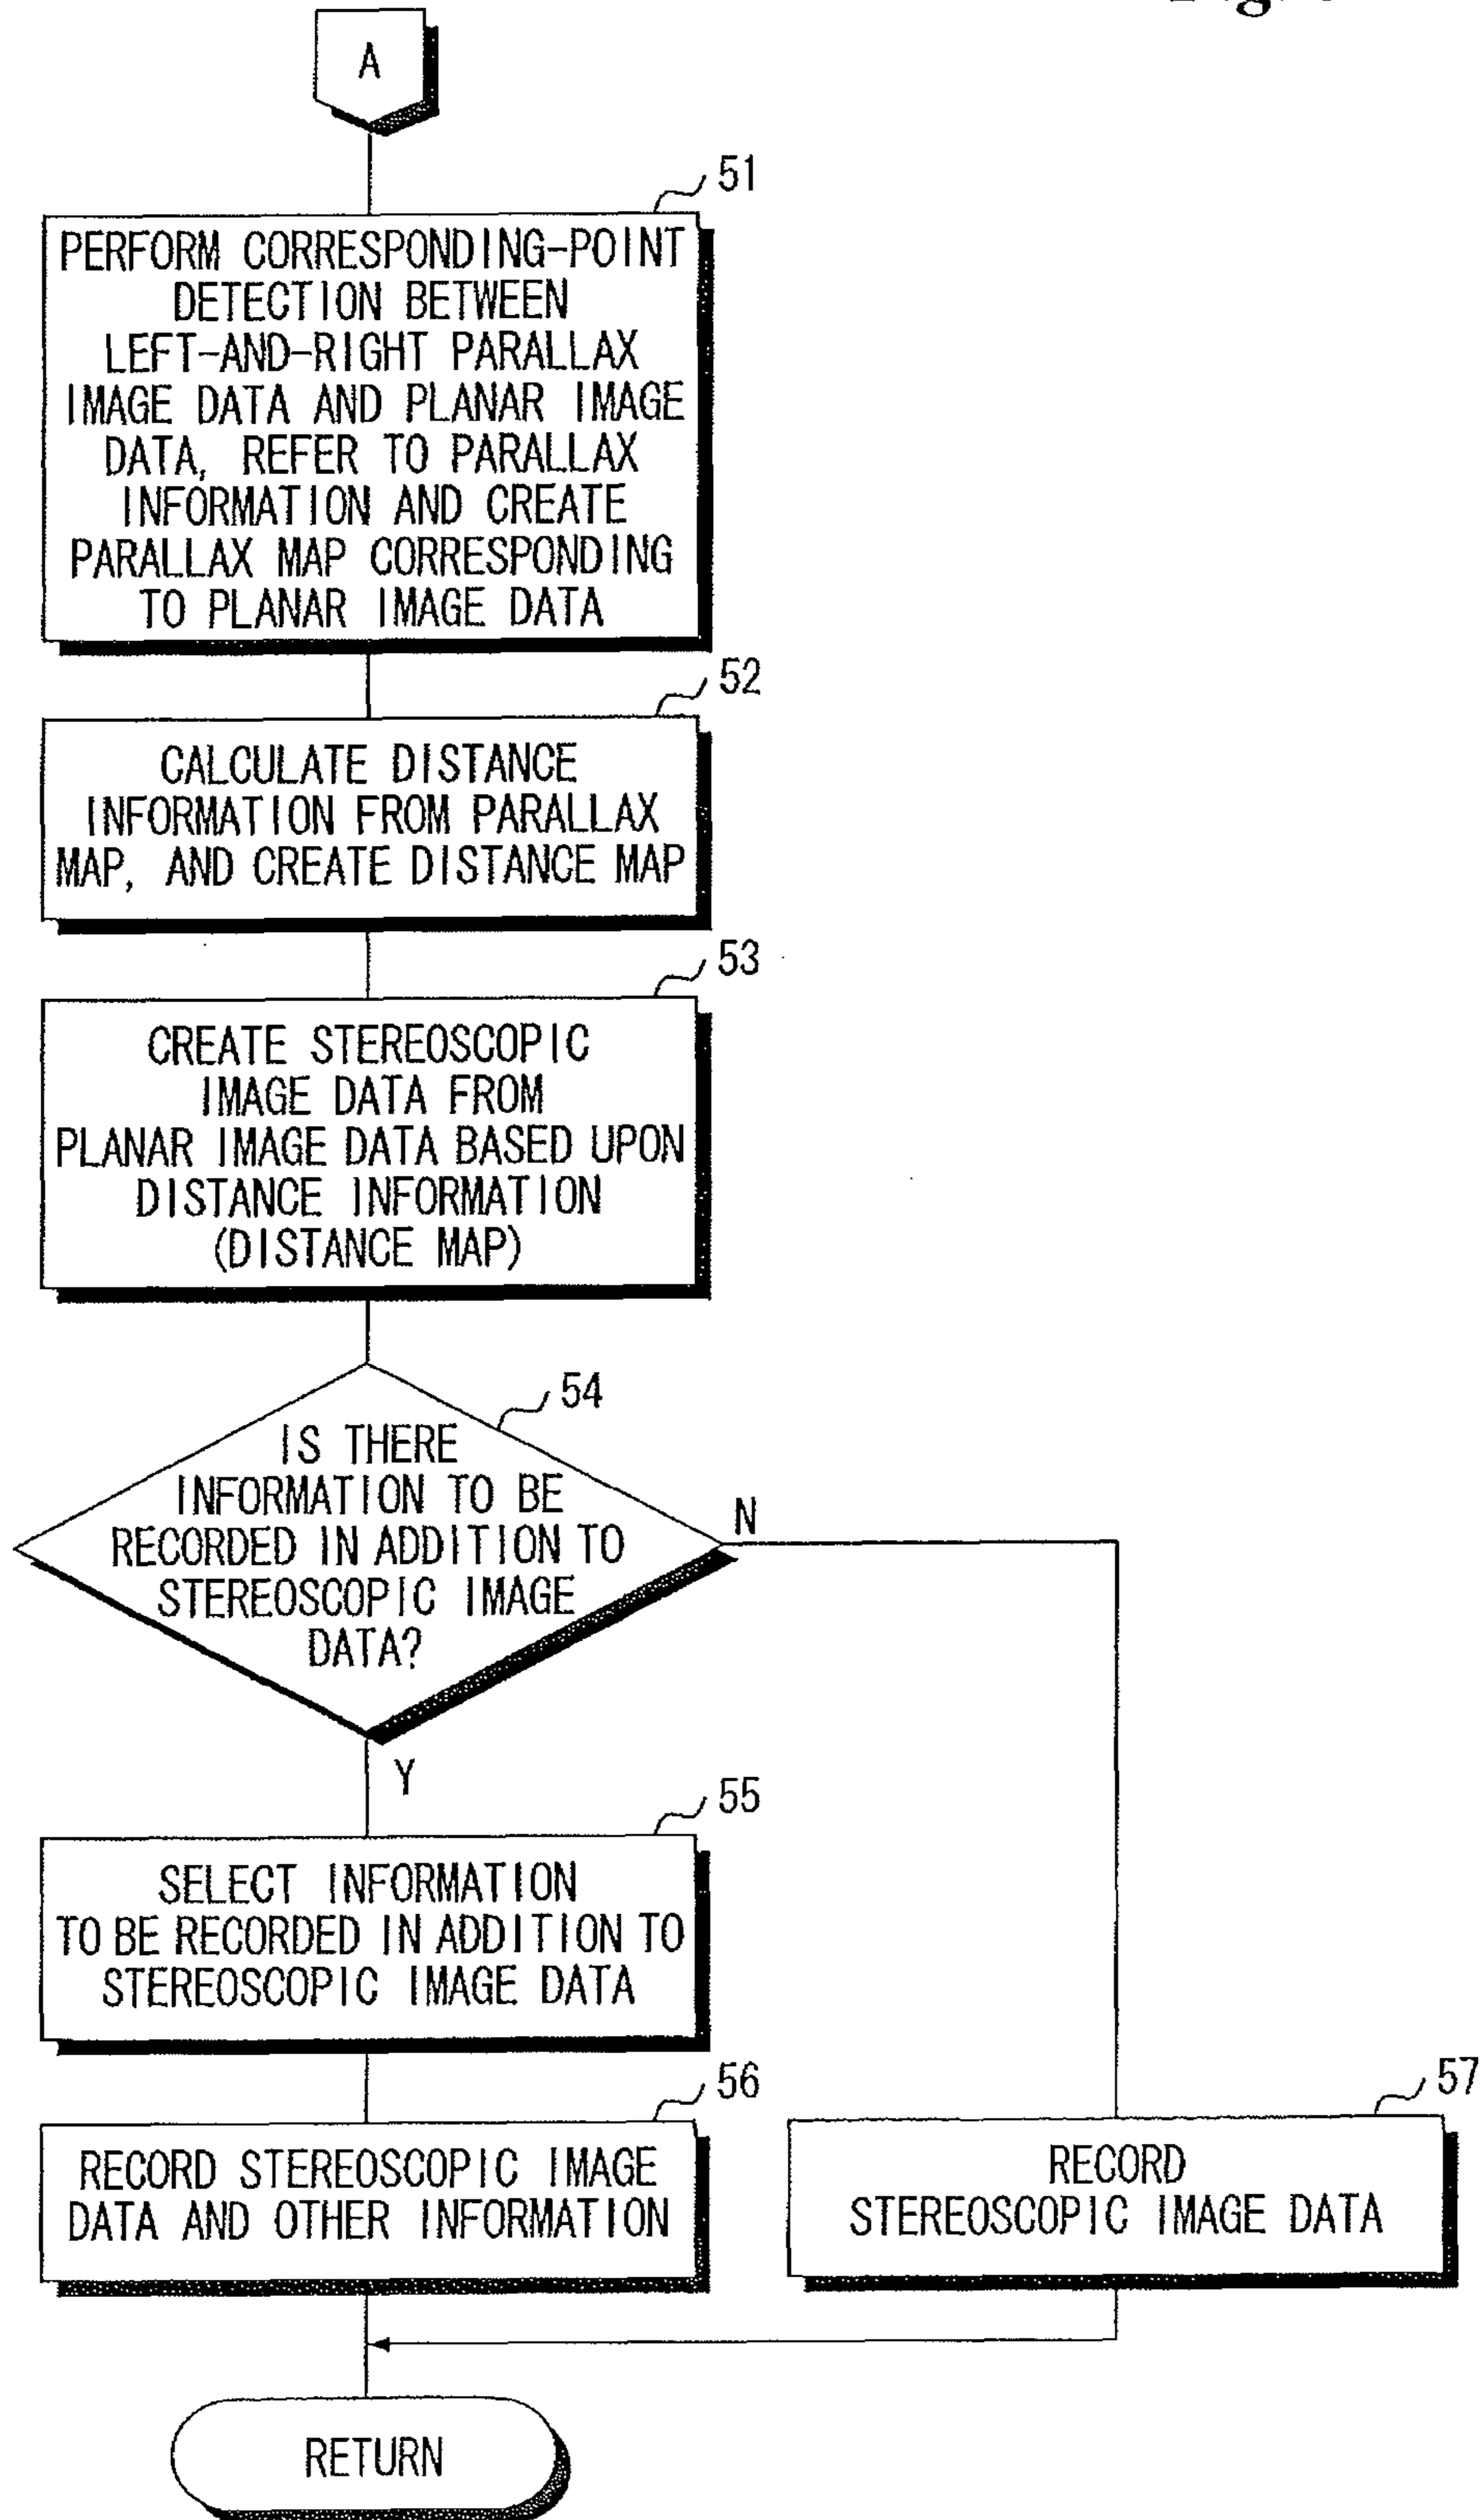 A
51
PERFORM CORRESPONDING-POINT
DETECTION BETWEEN
LEFT-AND-RIGHT PARALLAX
IMAGE DATA AND PLANAR IMAGE
DATA, REFER TO PARALLAX
INFORMATION AND CREATE
PARALLAX MAP CORRESPONDING
TO PLANAR IMAGE DATA
52
CALCULATE DISTANCE
INFORMATION FROM PARALLAX
MAP, AND CREATE DISTANCE MAP
53
CREATE STEREOSCOPIC
IMAGE DATA FROM
PLANAR IMAGE DATA BASED UPON
DISTANCE INFORMATION
(DISTANCE MAP)
54
IS THERE
INFORMATION TO BE
RECORDED IN ADDITION TO
STEREOSCOPIC IMAGE
DATA?
N
Y
55
SELECT INFORMATION
TO BE RECORDED IN ADDITION TO
STEREOSCOPIC IMAGE DATA
56
RECORD STEREOSCOPIC IMAGE
DATA AND OTHER INFORMATION
57
RECORD
STEREOSCOPIC IMAGE DATA
RETURN